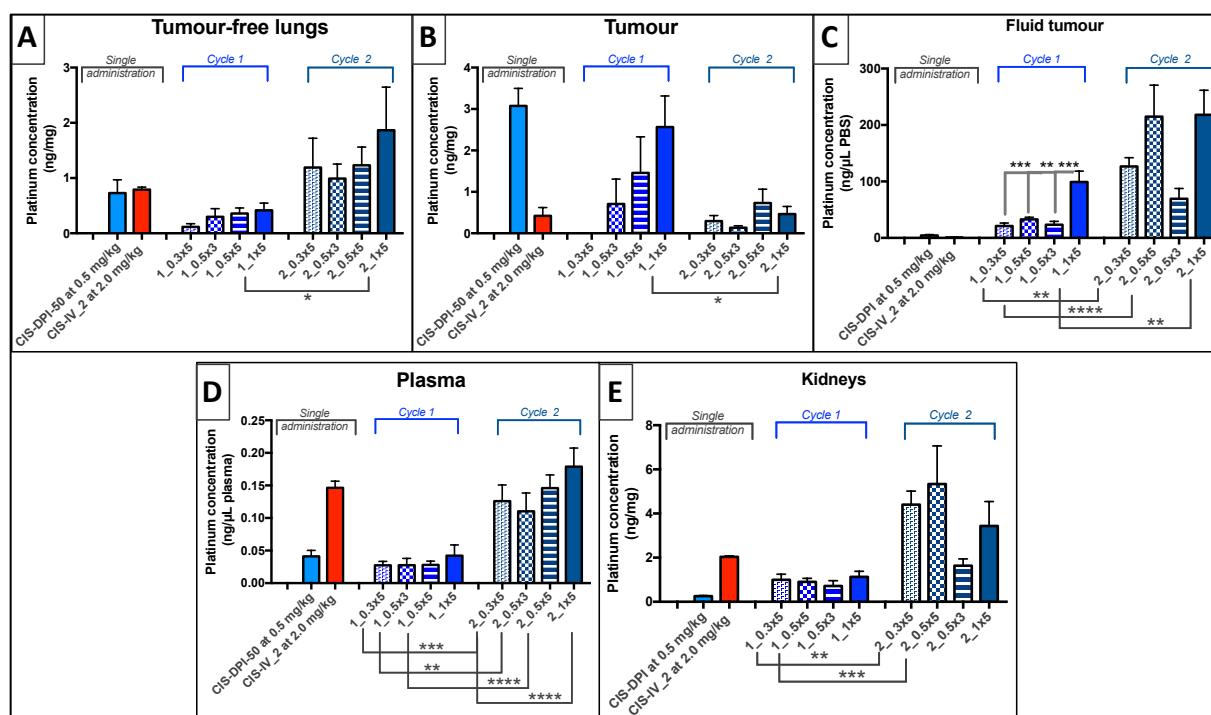 A
Tumour-free lungs
Single
administration
Cycle 1
Cycle 2
Platinum concentration
(ng/mg)
3
2
1
0
CIS-DPI-50 at 0.5 mg/kg
CIS-IV_2 at 2.0 mg/kg
1_0.3x5
1_0.5x3
1_0.5x5
1_1x5
2_0.3x5
2_0.5x3
2_0.5x5
2_1x5
*
B
Tumour
Single
administration
Cycle 1
Cycle 2
Platinum concentration
(ng/mg)
4
3
2
1
0
CIS-DPI-50 at 0.5 mg/kg
CIS-IV_2 at 2.0 mg/kg
1_0.5x3
1_0.5x5
1_1x5
2_0.3x5
2_0.5x3
2_0.5x5
2_1x5
*
C
Fluid tumour
Single
administration
Cycle 1
Cycle 2
Platinum concentration
(ng/µL PBS)
300
200
100
0
*** ** ***
CIS-DPI at 0.5 mg/kg
CIS-IV_2 at 2.0 mg/kg
1_0.3x5
1_0.5x5
1_0.5x3
1_1x5
2_0.3x5
2_0.5x5
2_0.5x3
2_1x5
**
****
**
D
Plasma
Single
administration
Cycle 1
Cycle 2
Platinum concentration
(ng/µL plasma)
0.25
0.20
0.15
0.10
0.05
0.00
CIS-DPI-50 at 0.5 mg/kg
CIS-IV_2 at 2.0 mg/kg
1_0.3x5
1_0.5x3
1_0.5x5
1_1x5
2_0.3x5
2_0.5x3
2_0.5x5
2_1x5
***
**
****
****
E
Kidneys
Single
administration
Cycle 1
Cycle 2
Platinum concentration
(ng/mg)
8
6
4
2
0
CIS-DPI at 0.5 mg/kg
CIS-IV_2 at 2.0 mg/kg
1_0.3x5
1_0.5x5
1_0.5x3
1_1x5
2_0.3x5
2_0.5x5
2_0.5x3
2_1x5
**
***